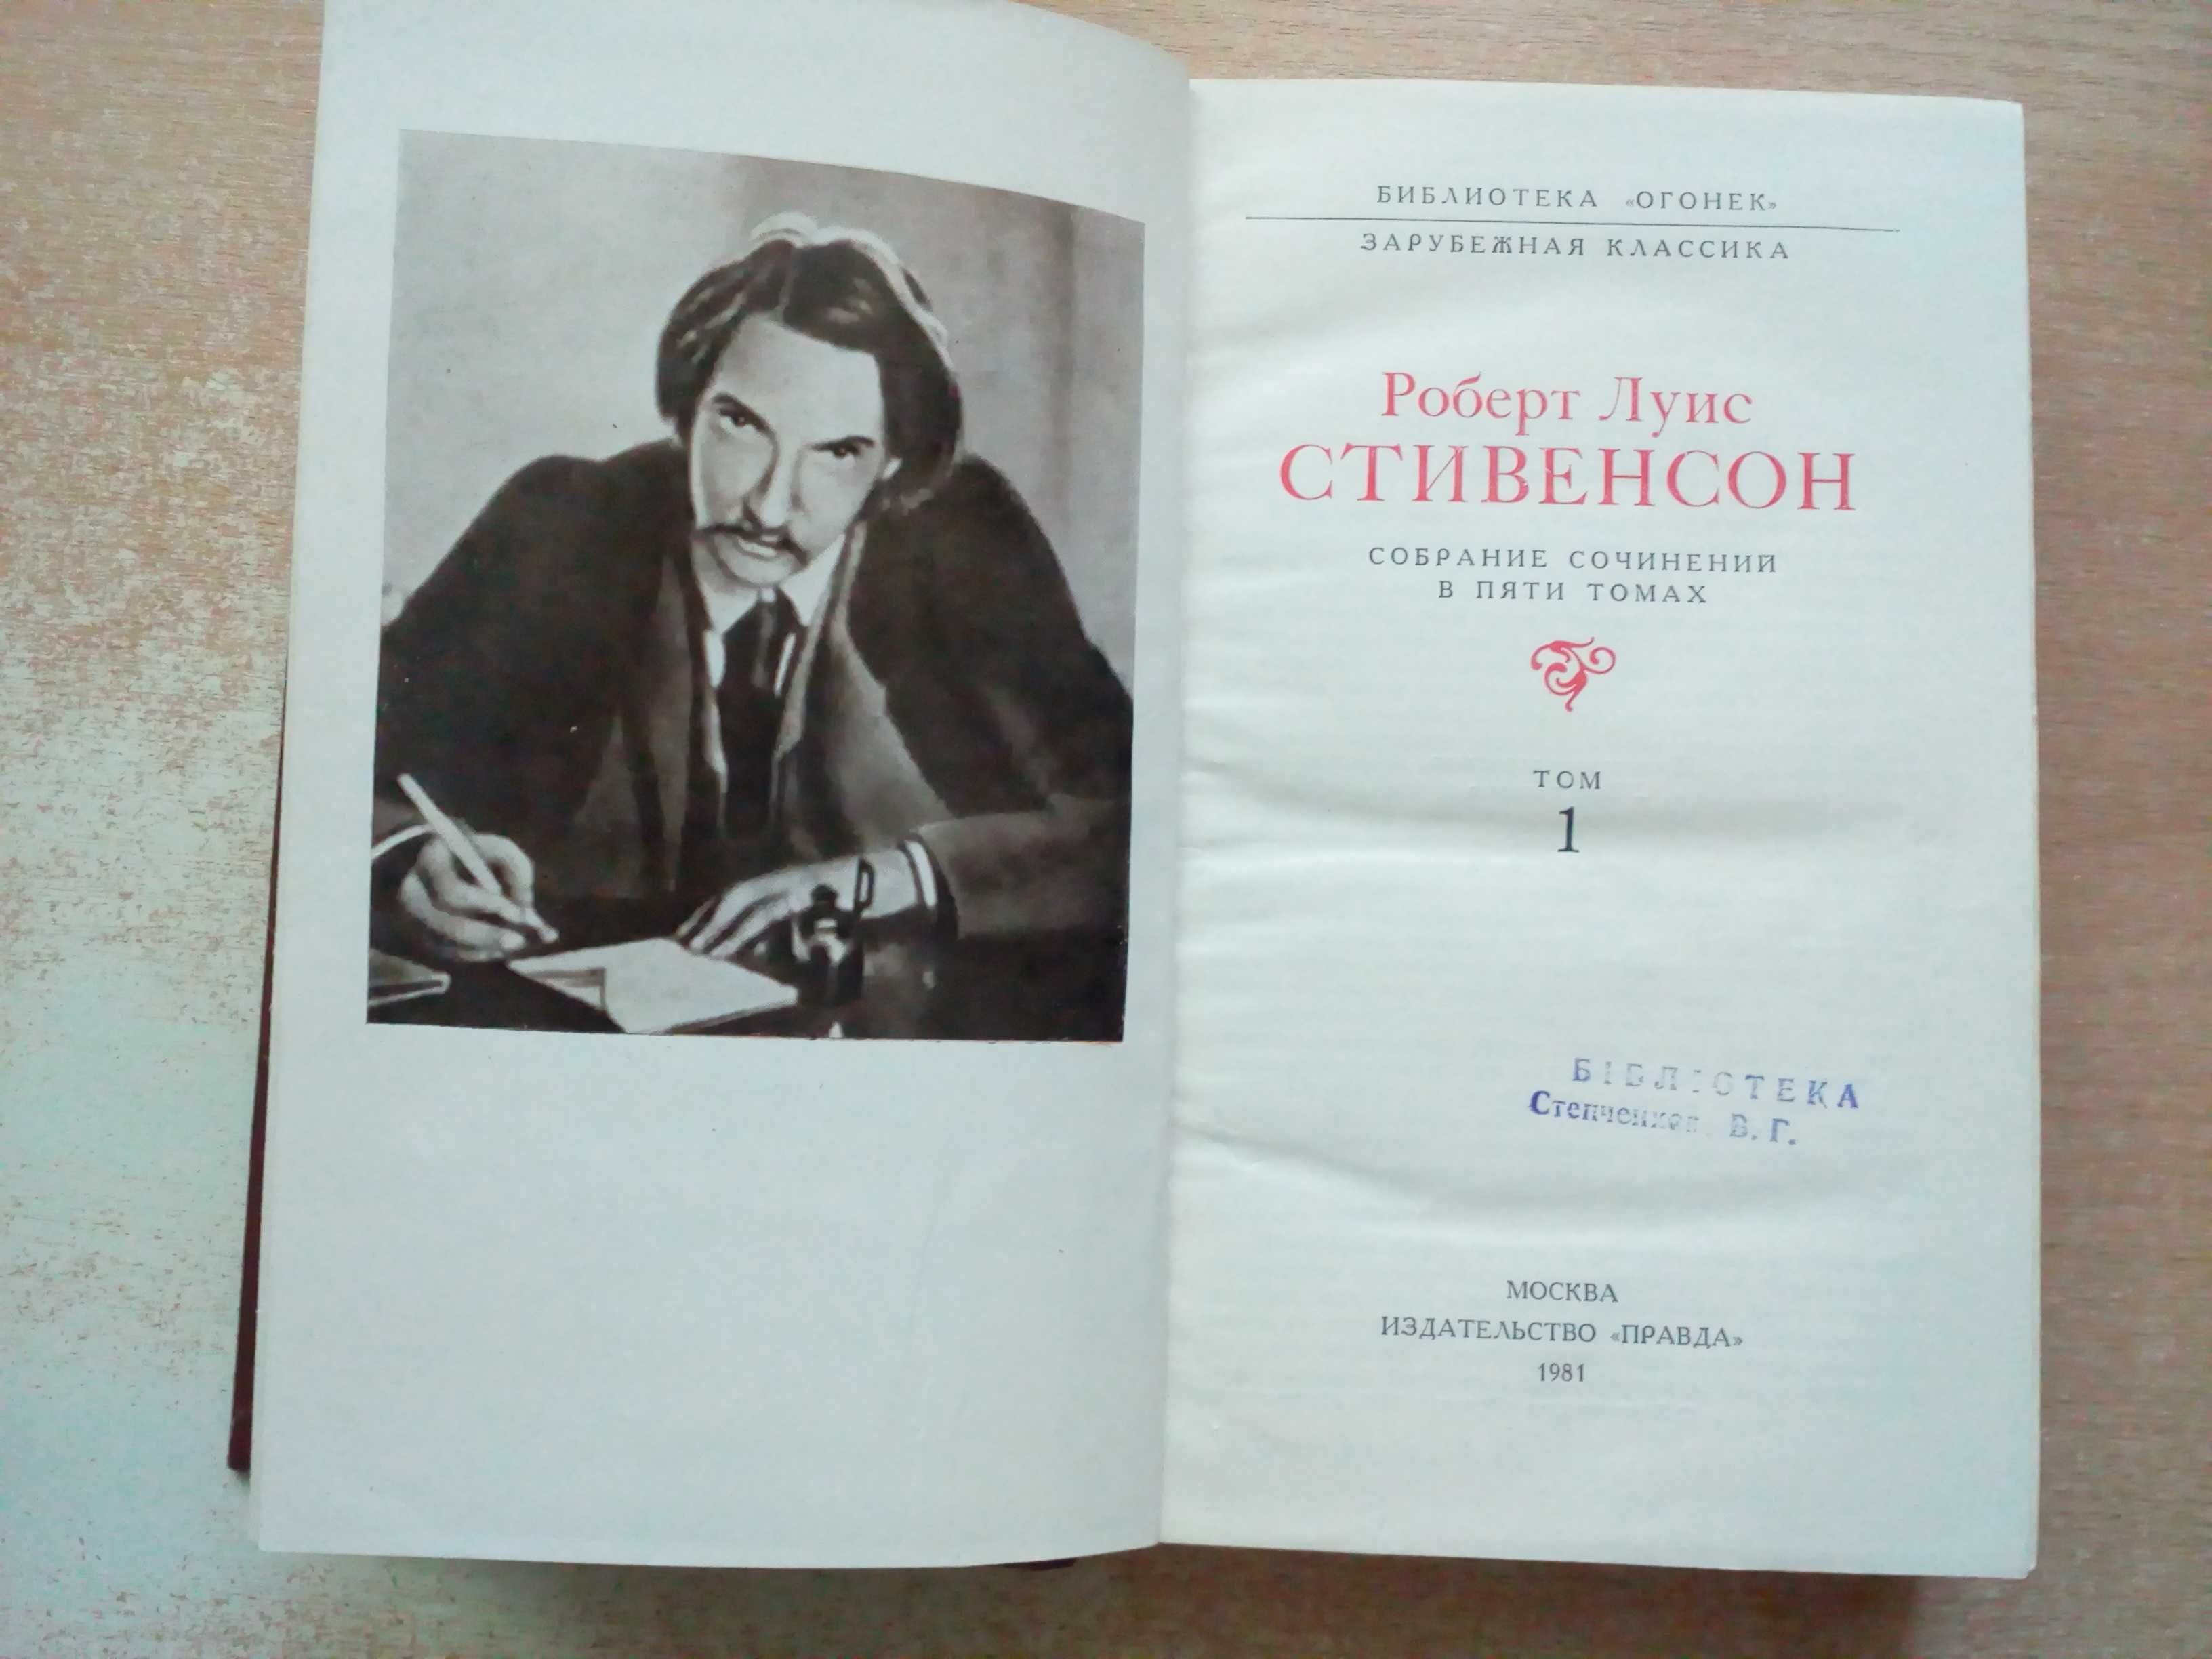 БИБЛИОТЕКА «ОГОНЕК»
ЗАРУБЕЖНАЯ КЛАССИКА
Роберт Луис
СТИВЕНСОН
СОБРАНИЕ СОЧИНЕНИЙ
В ПЯТИ ТОМАХ
ТОМ
1
БІБЛІОТЕКА
В. Г.
МОСКВА
ИЗДАТЕЛЬСТВО «ПРАВДА»
1981